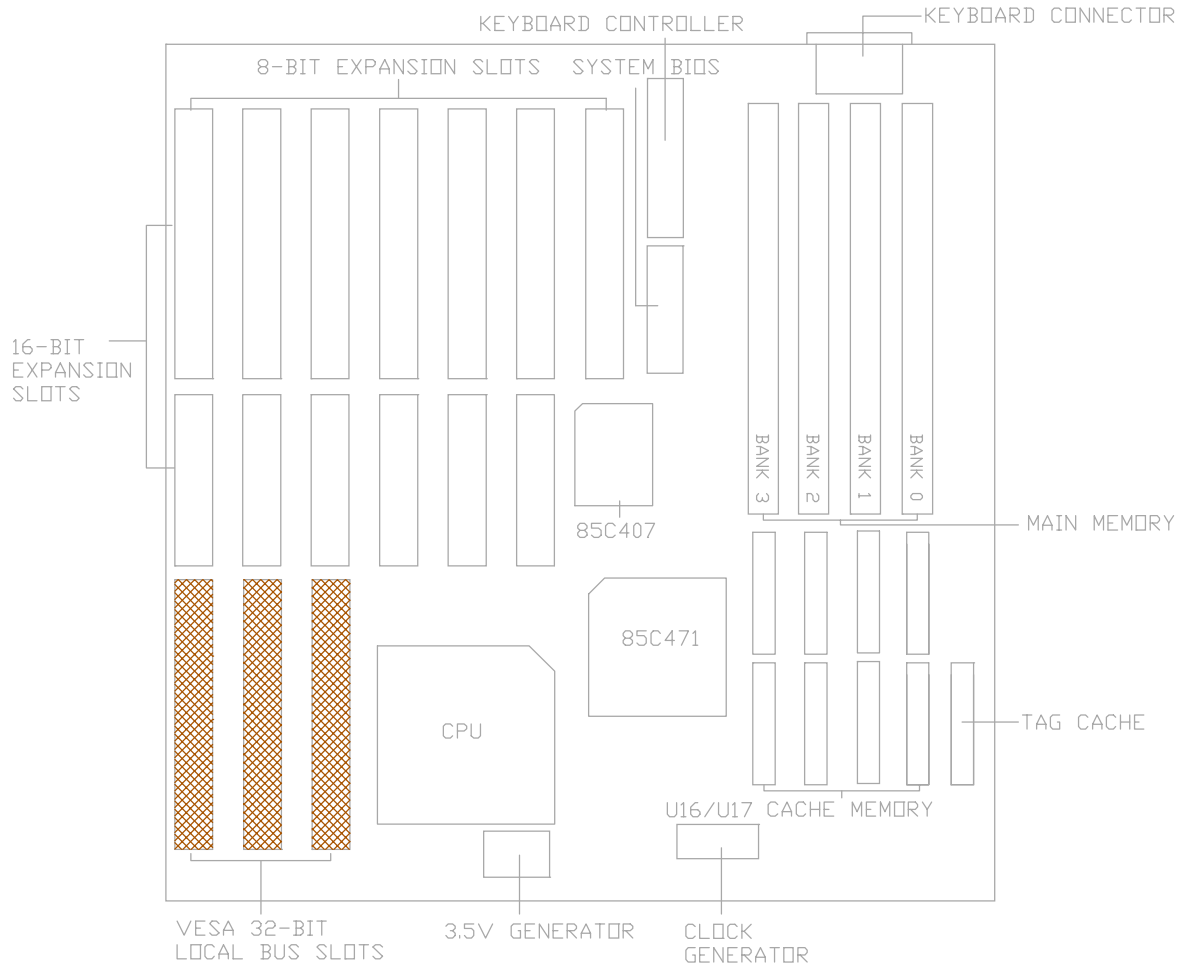 KEYBOARD CONTROLLER
KEYBOARD CONNECTOR
8-BIT EXPANSION SLOTS
SYSTEM BIOS
16-BIT
EXPANSION
SLOTS
BANK 3
BANK 2
BANK 1
BANK 0
MAIN MEMORY
85C407
85C471
CPU
TAG CACHE
U16/U17
CACHE MEMORY
VESA 32-BIT
LOCAL BUS SLOTS
3.5V GENERATOR
CLOCK
GENERATOR